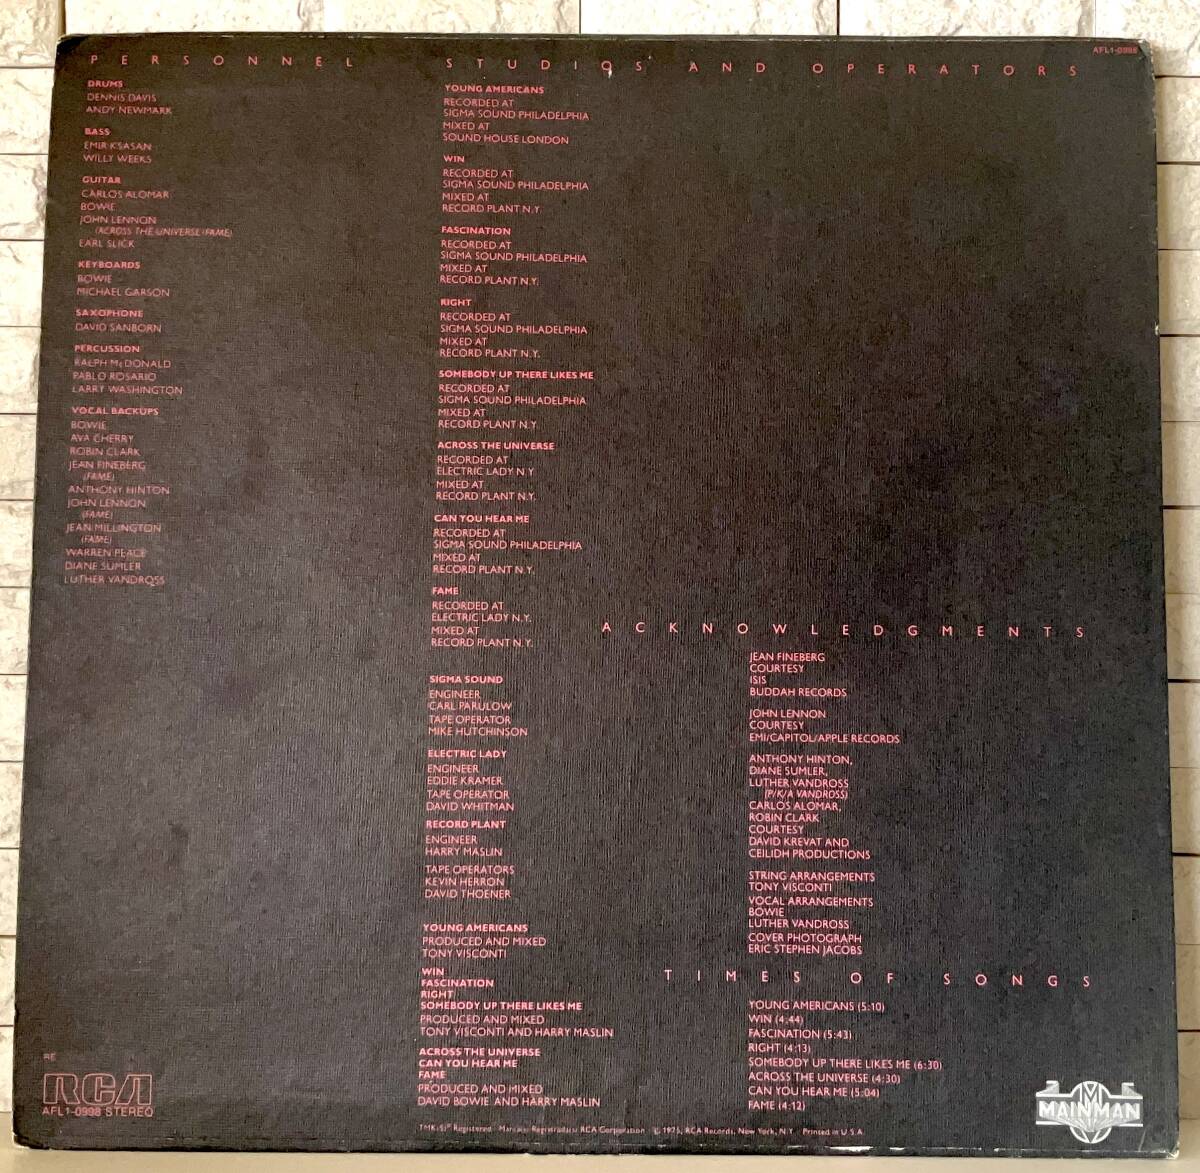 AFL1-0998
PERSONNEL
DRUMS
DENNIS DAVIS
ANDY NEWMARK
BASS
EMIR KSASAN
WILLY WEEKS
GUITAR
CARLOS ALOMAR
BOWIE
JOHN LENNON
(ACROSS THE UNIVERSE/FAME)
EARL SLICK
KEYBOARDS
BOWIE
MICHAEL GARSON
SAXOPHONE
DAVID SANBORN
PERCUSSION
RALPH McDONALD
PABLO ROSARIO
LARRY WASHINGTON
VOCAL BACKUPS
BOWIE
AVA CHERRY
ROBIN CLARK
JEAN FINEBERG
(FAME)
ANTHONY HINTON
JOHN LENNON
(FAME)
JEAN MILLINGTON
(FAME)
WARREN PEACE
DIANE SUMLER
LUTHER VANDROSS
RE
RCA
AFL1-0998 STEREO
STUDIOS AND OPERATORS
YOUNG AMERICANS
RECORDED AT
SIGMA SOUND PHILADELPHIA
MIXED AT
SOUND HOUSE LONDON
WIN
RECORDED AT
SIGMA SOUND PHILADELPHIA
MIXED AT
RECORD PLANT N.Y.
FASCINATION
RECORDED AT
SIGMA SOUND PHILADELPHIA
MIXED AT
RECORD PLANT N.Y.
RIGHT
RECORDED AT
SIGMA SOUND PHILADELPHIA
MIXED AT
RECORD PLANT N.Y.
SOMEBODY UP THERE LIKES ME
RECORDED AT
SIGMA SOUND PHILADELPHIA
MIXED AT
RECORD PLANT N.Y.
ACROSS THE UNIVERSE
RECORDED AT
ELECTRIC LADY N.Y.
MIXED AT
RECORD PLANT N.Y.
CAN YOU HEAR ME
RECORDED AT
SIGMA SOUND PHILADELPHIA
MIXED AT
RECORD PLANT N.Y.
FAME
RECORDED AT
ELECTRIC LADY N.Y.
MIXED AT
RECORD PLANT N.Y.
SIGMA SOUND
ENGINEER
CARL PARULOW
TAPE OPERATOR
MIKE HUTCHINSON
ELECTRIC LADY
ENGINEER
EDDIE KRAMER
TAPE OPERATOR
DAVID WHITMAN
RECORD PLANT
ENGINEER
HARRY MASLIN
TAPE OPERATORS
KEVIN HERRON
DAVID THOENER
YOUNG AMERICANS
PRODUCED AND MIXED
TONY VISCONTI
WIN
FASCINATION
RIGHT
SOMEBODY UP THERE LIKES ME
PRODUCED AND MIXED
TONY VISCONTI AND HARRY MASLIN
ACROSS THE UNIVERSE
CAN YOU HEAR ME
FAME
PRODUCED AND MIXED
DAVID BOWIE AND HARRY MASLIN
ACKNOWLEDGMENTS
JEAN FINEBERG
COURTESY
ISIS
BUDDAH RECORDS
JOHN LENNON
COURTESY
EMI/CAPITOL/APPLE RECORDS
ANTHONY HINTON,
DIANE SUMLER,
LUTHER VANDROSS
(P/K/A VANDROSS)
CARLOS ALOMAR,
ROBIN CLARK
COURTESY
DAVID KREVAT AND
CEILIDH PRODUCTIONS
STRING ARRANGEMENTS
TONY VISCONTI
VOCAL ARRANGEMENTS
BOWIE
LUTHER VANDROSS
COVER PHOTOGRAPH
ERIC STEPHEN JACOBS
TIMES OF SONGS
YOUNG AMERICANS (5:10)
WIN (4:44)
FASCINATION (5:43)
RIGHT (4:13)
SOMEBODY UP THERE LIKES ME (6:30)
ACROSS THE UNIVERSE (4:30)
CAN YOU HEAR ME (5:04)
FAME (4:12)
MAINMAN
TMK(S)® Registered · Marca(s) Registrada(s) RCA Corporation · © 1975, RCA Records, New York, N.Y. · Printed in U.S.A.